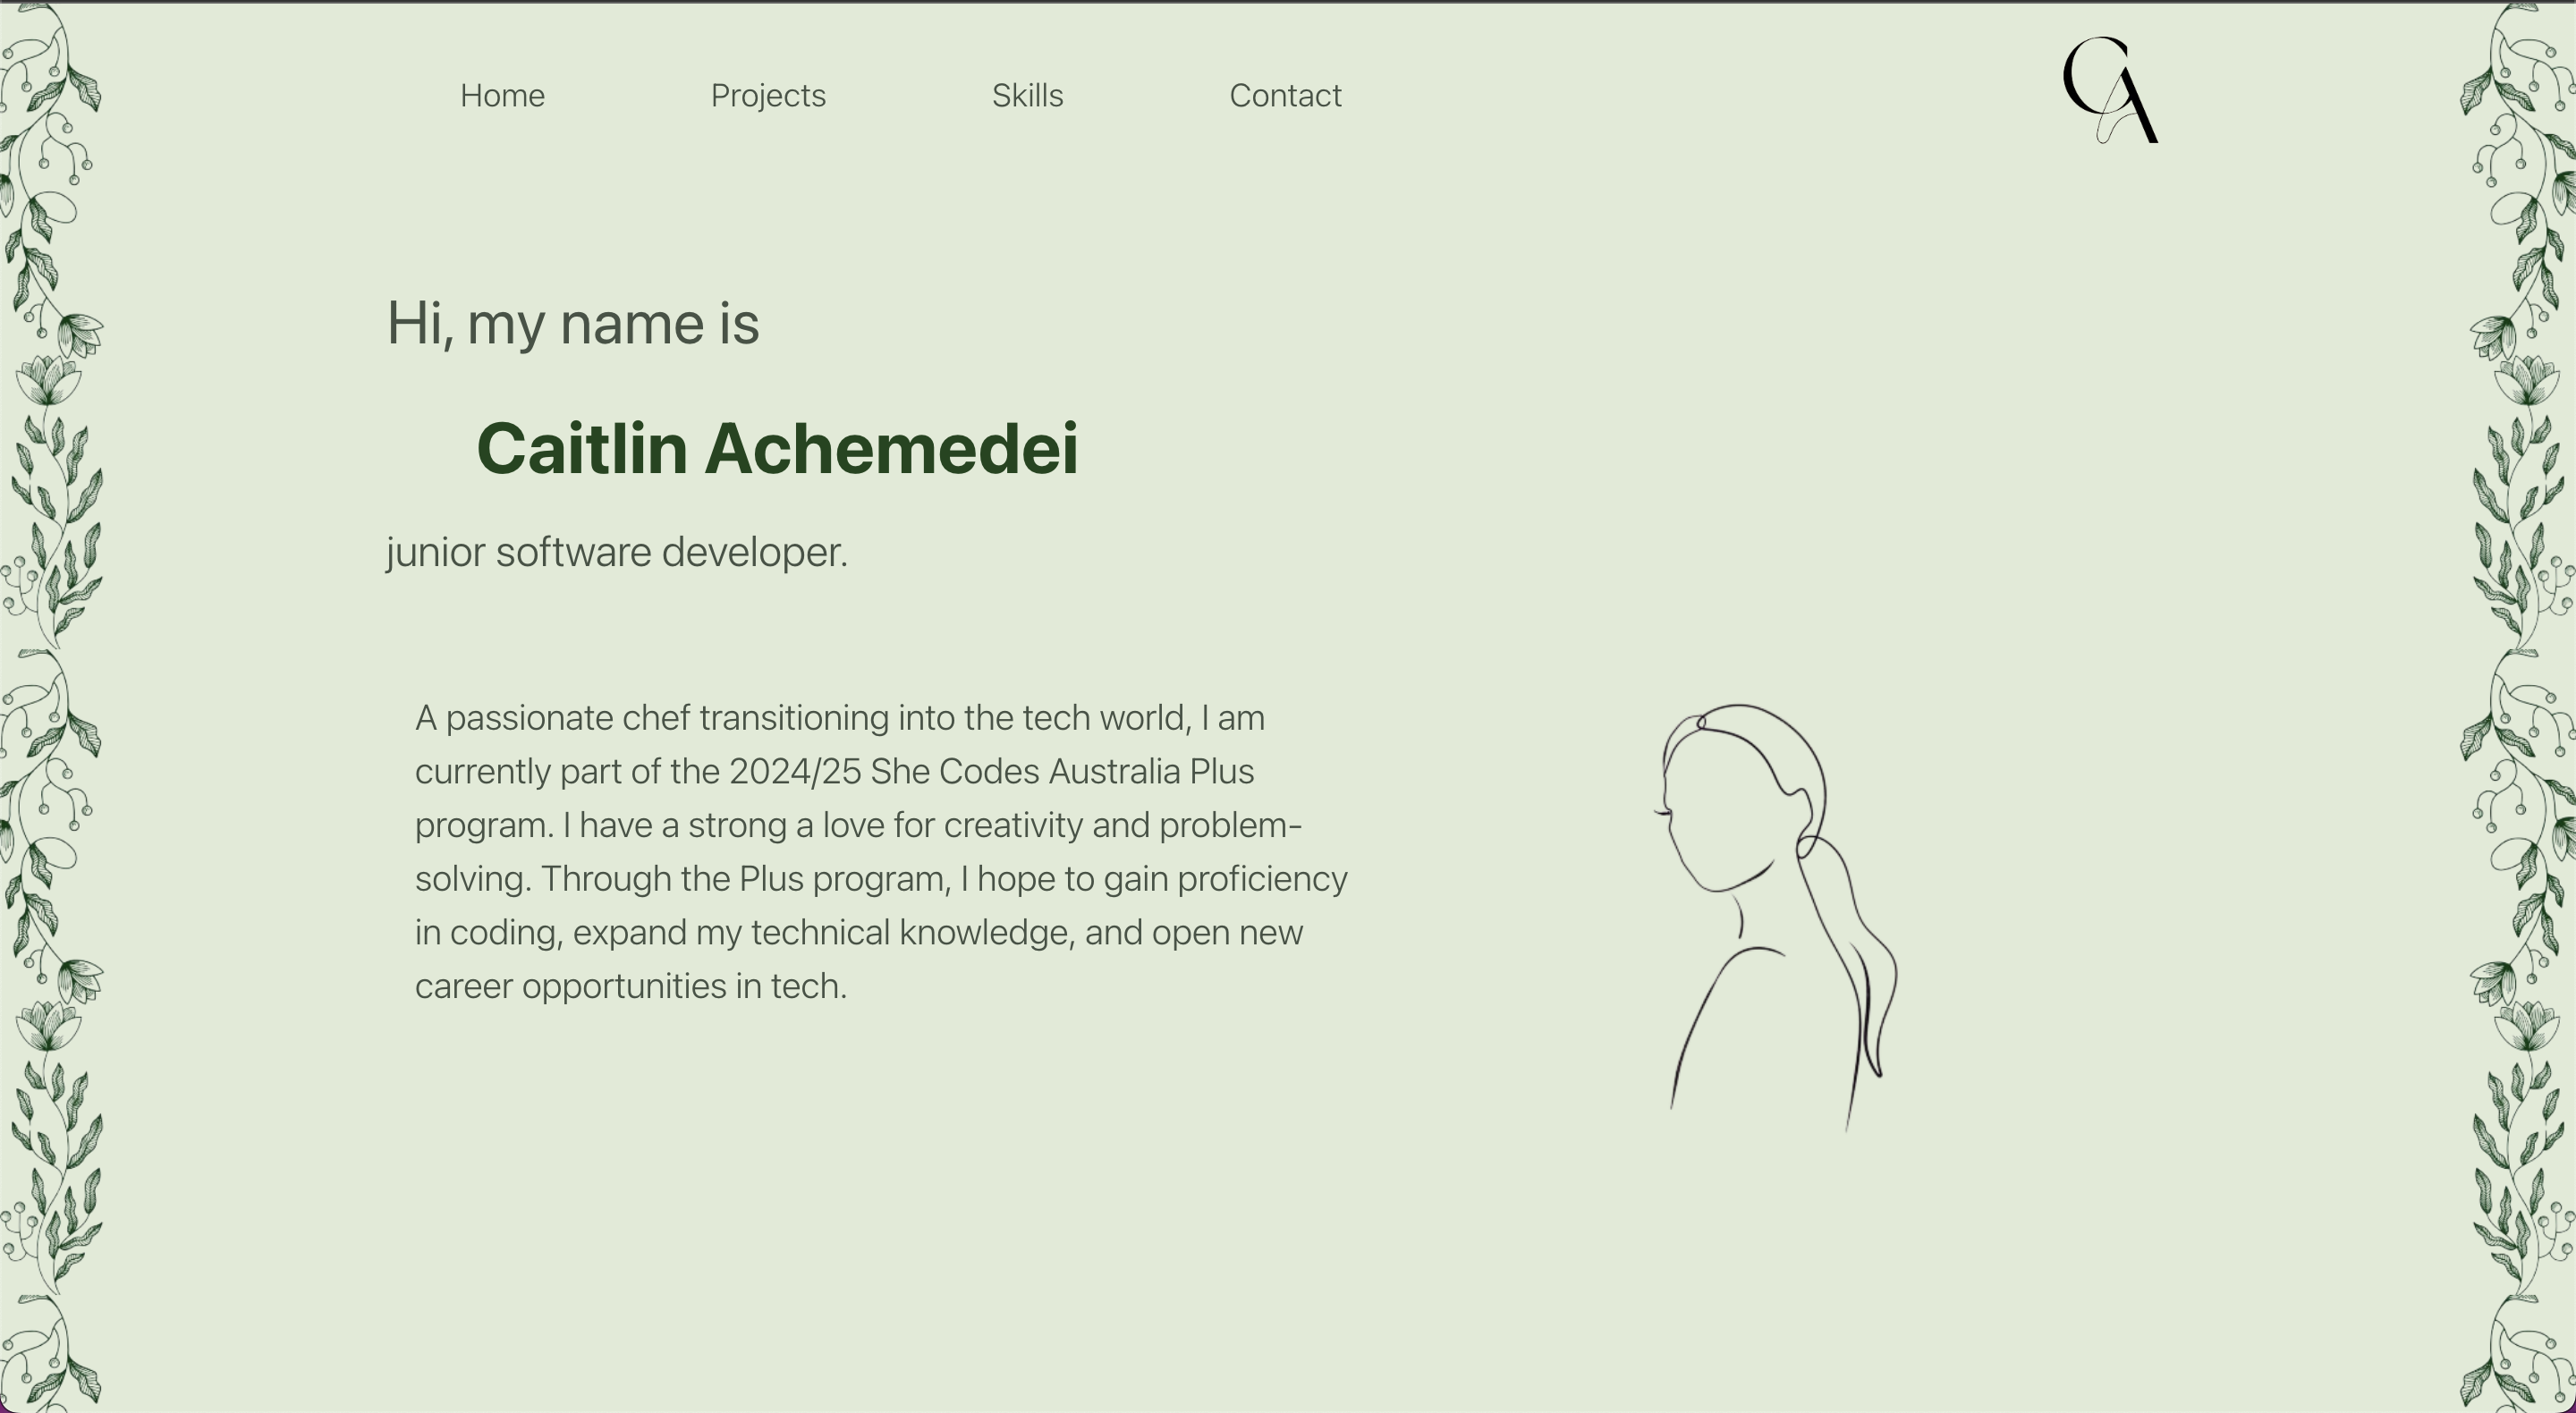 Home Projects Skills Contact
CA
Hi, my name is
Caitlin Achemedei
junior software developer.
A passionate chef transitioning into the tech world, I am
currently part of the 2024/25 She Codes Australia Plus
program. I have a strong a love for creativity and problem-
solving. Through the Plus program, I hope to gain proficiency
in coding, expand my technical knowledge, and open new
career opportunities in tech.